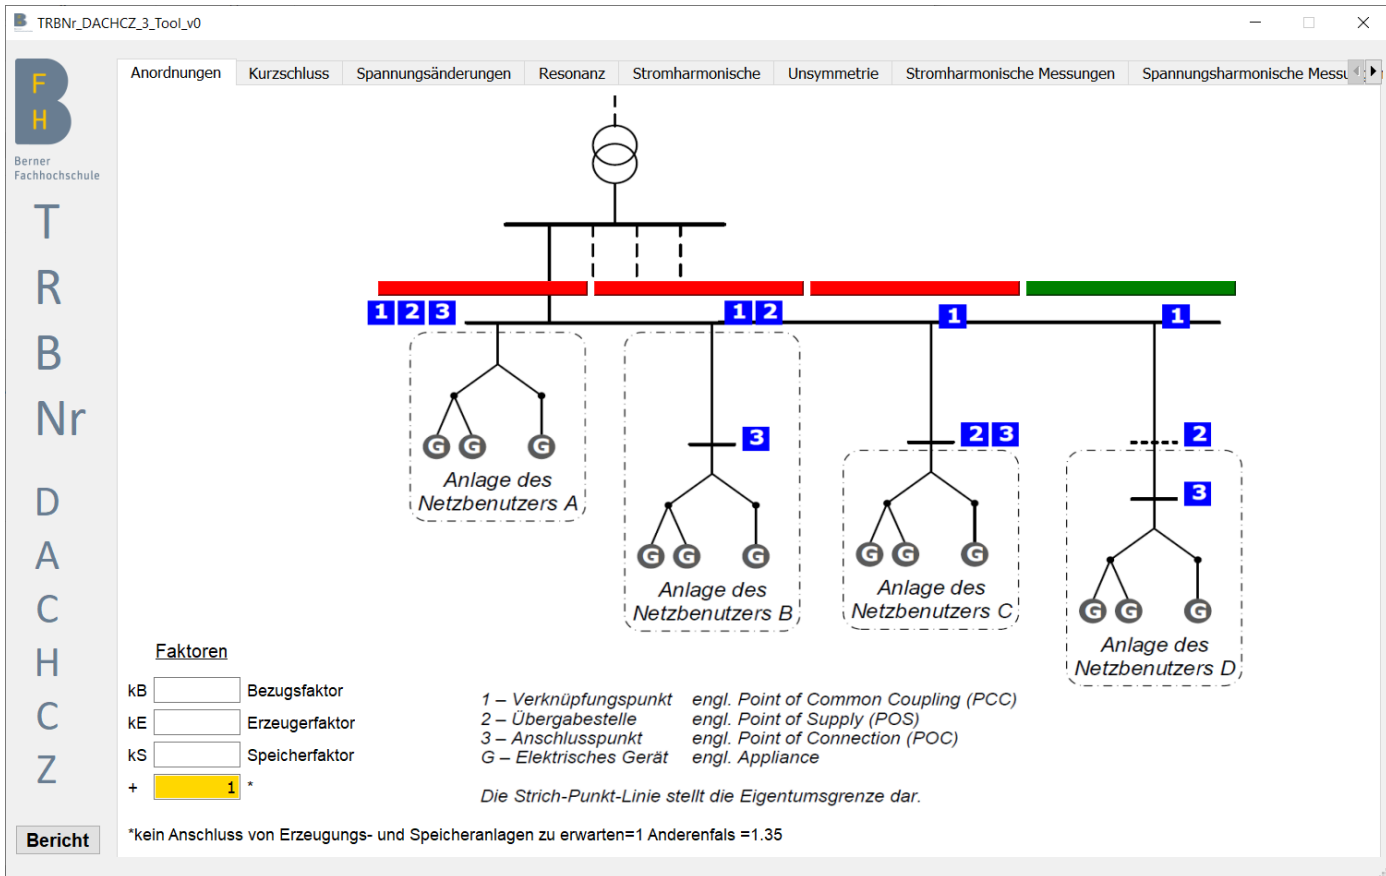 TRBNr_DACHCZ_3_Tool_v0
F
H
Berner
Fachhochschule
T
R
B
Nr
D
A
C
H
C
Z
Bericht
Anordnungen Kurzschluss Spannungsänderungen Resonanz Stromharmonische Unsymmetrie Stromharmonische Messungen Spannungsharmonische
1 2 3
1 2
1
1
3
2 3
2
3
G G G
Anlage des
Netzbenutzers A
G G G
Anlage des
Netzbenutzers B
G G G
Anlage des
Netzbenutzers C
G G G
Anlage des
Netzbenutzers D
Faktoren
kB Bezugsfaktor
kE Erzeugerfaktor
kS Speicherfaktor
+ 1 *
1 – Verknüpfungspunkt engl. Point of Common Coupling (PCC)
2 – Übergabestelle engl. Point of Supply (POS)
3 – Anschlusspunkt engl. Point of Connection (POC)
G – Elektrisches Gerät engl. Appliance
Die Strich-Punkt-Linie stellt die Eigentumsgrenze dar.
*kein Anschluss von Erzeugungs- und Speicheranlagen zu erwarten=1 Anderenfals =1.35